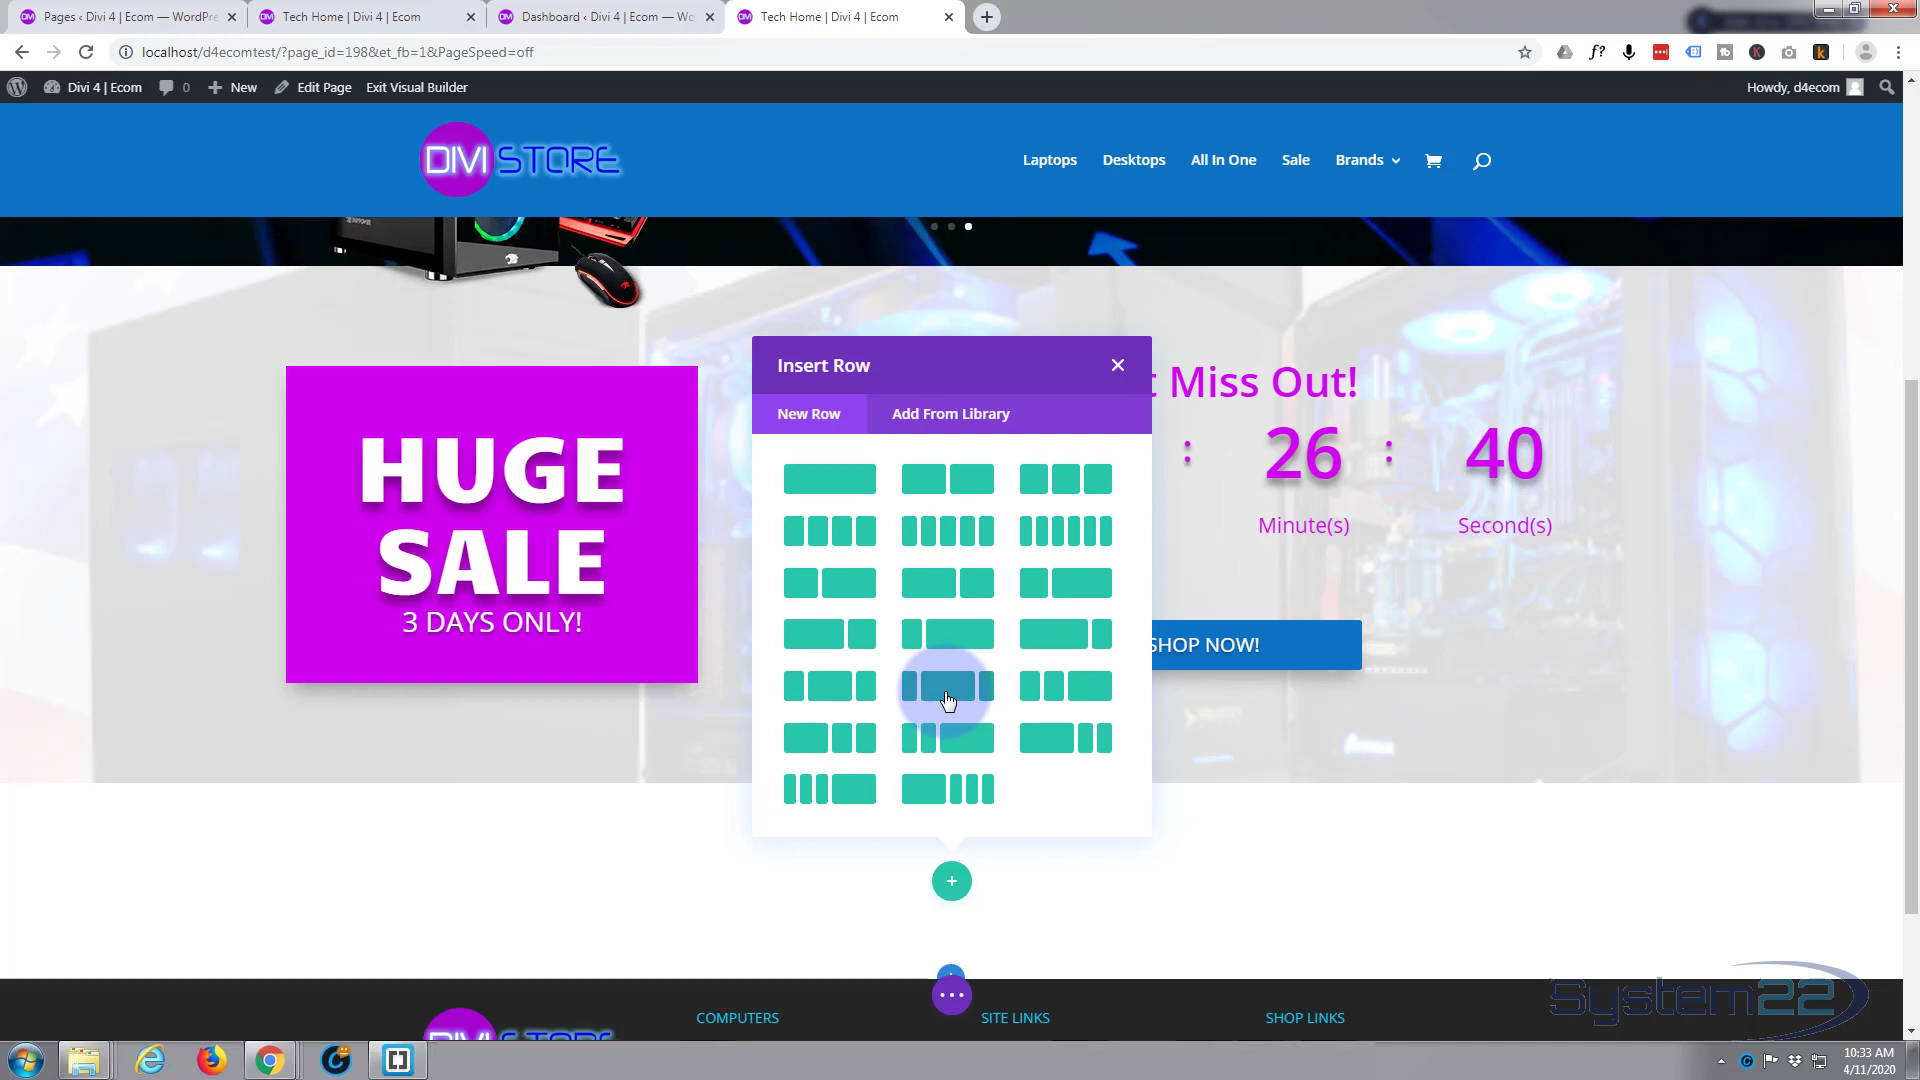 Pages ‹ Divi 4 | Ecom — WordPre
Tech Home | Divi 4 | Ecom
Dashboard ‹ Divi 4 | Ecom — Wo
Tech Home | Divi 4 | Ecom
localhost/d4ecomtest/?page_id=198&et_fb=1&PageSpeed=off
Divi 4 | Ecom
0
New
Edit Page
Exit Visual Builder
Howdy, d4ecom
DIVI STORE
Laptops
Desktops
All In One
Sale
Brands
Insert Row
New Row
Add From Library
HUGE
SALE
3 DAYS ONLY!
t Miss Out!
: 26 : 40
Minute(s)
Second(s)
SHOP NOW!
COMPUTERS
SITE LINKS
SHOP LINKS
System22
10:33 AM
4/11/2020